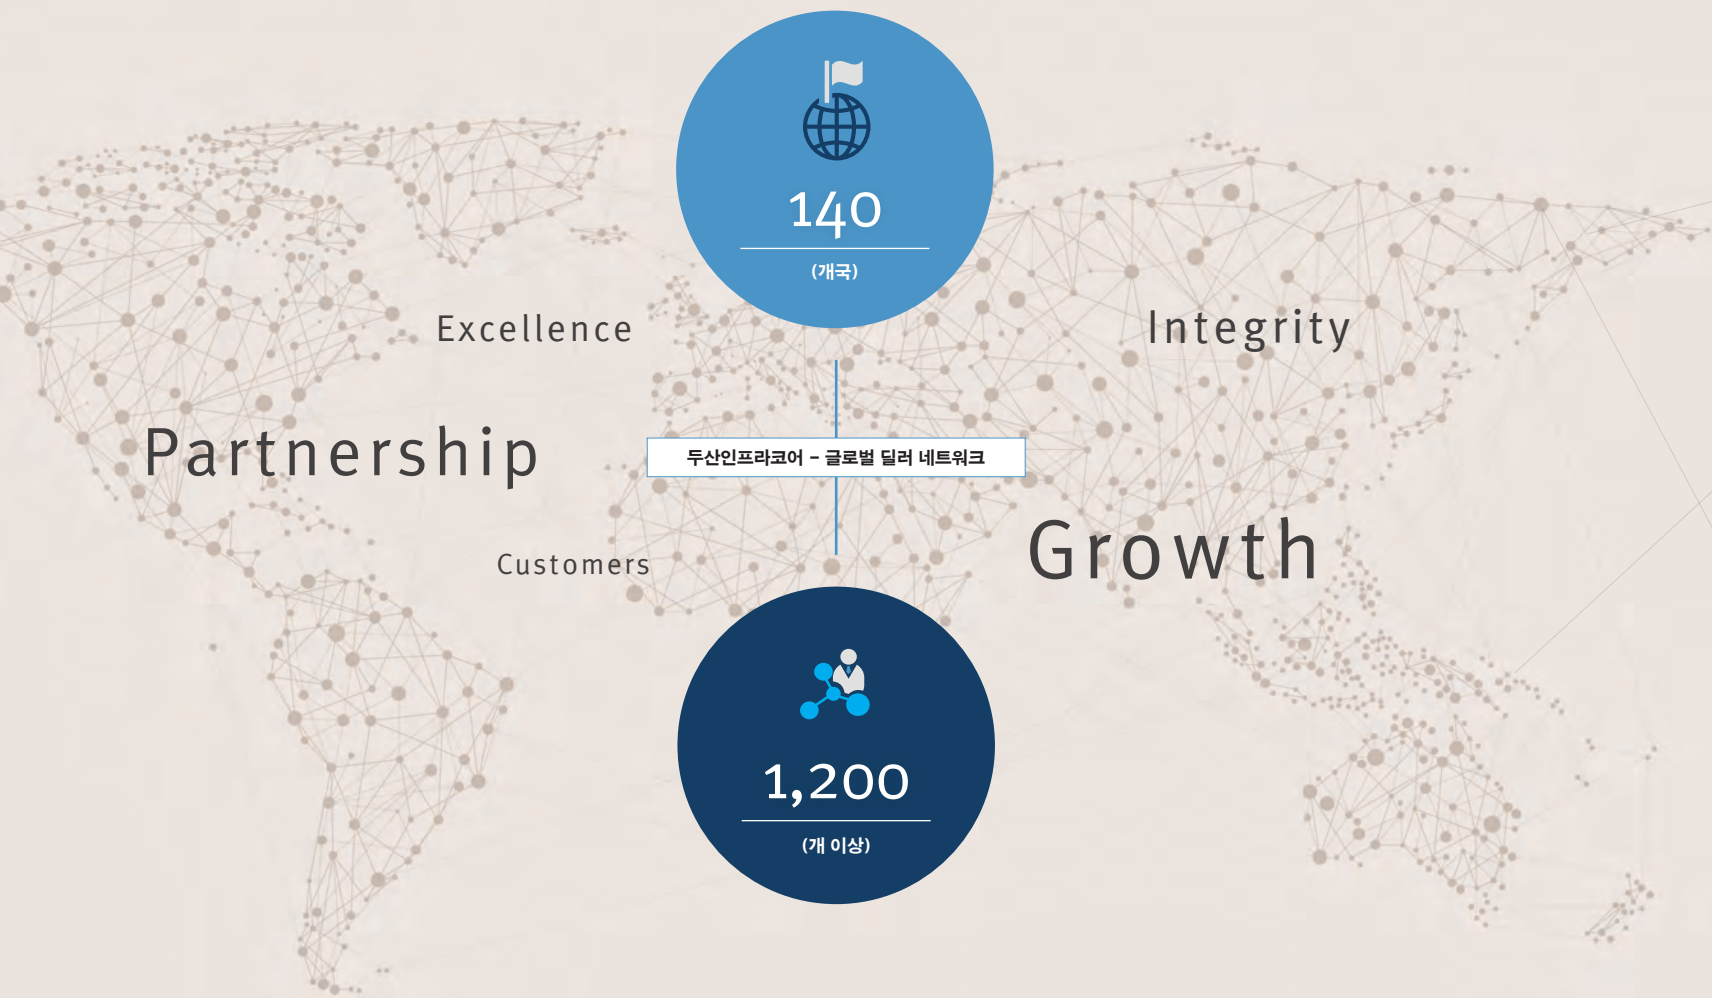 140
(개국)
Excellence
Integrity
Partnership
두산인프라코어 – 글로벌 딜러 네트워크
Growth
Customers
1,200
(개 이상)